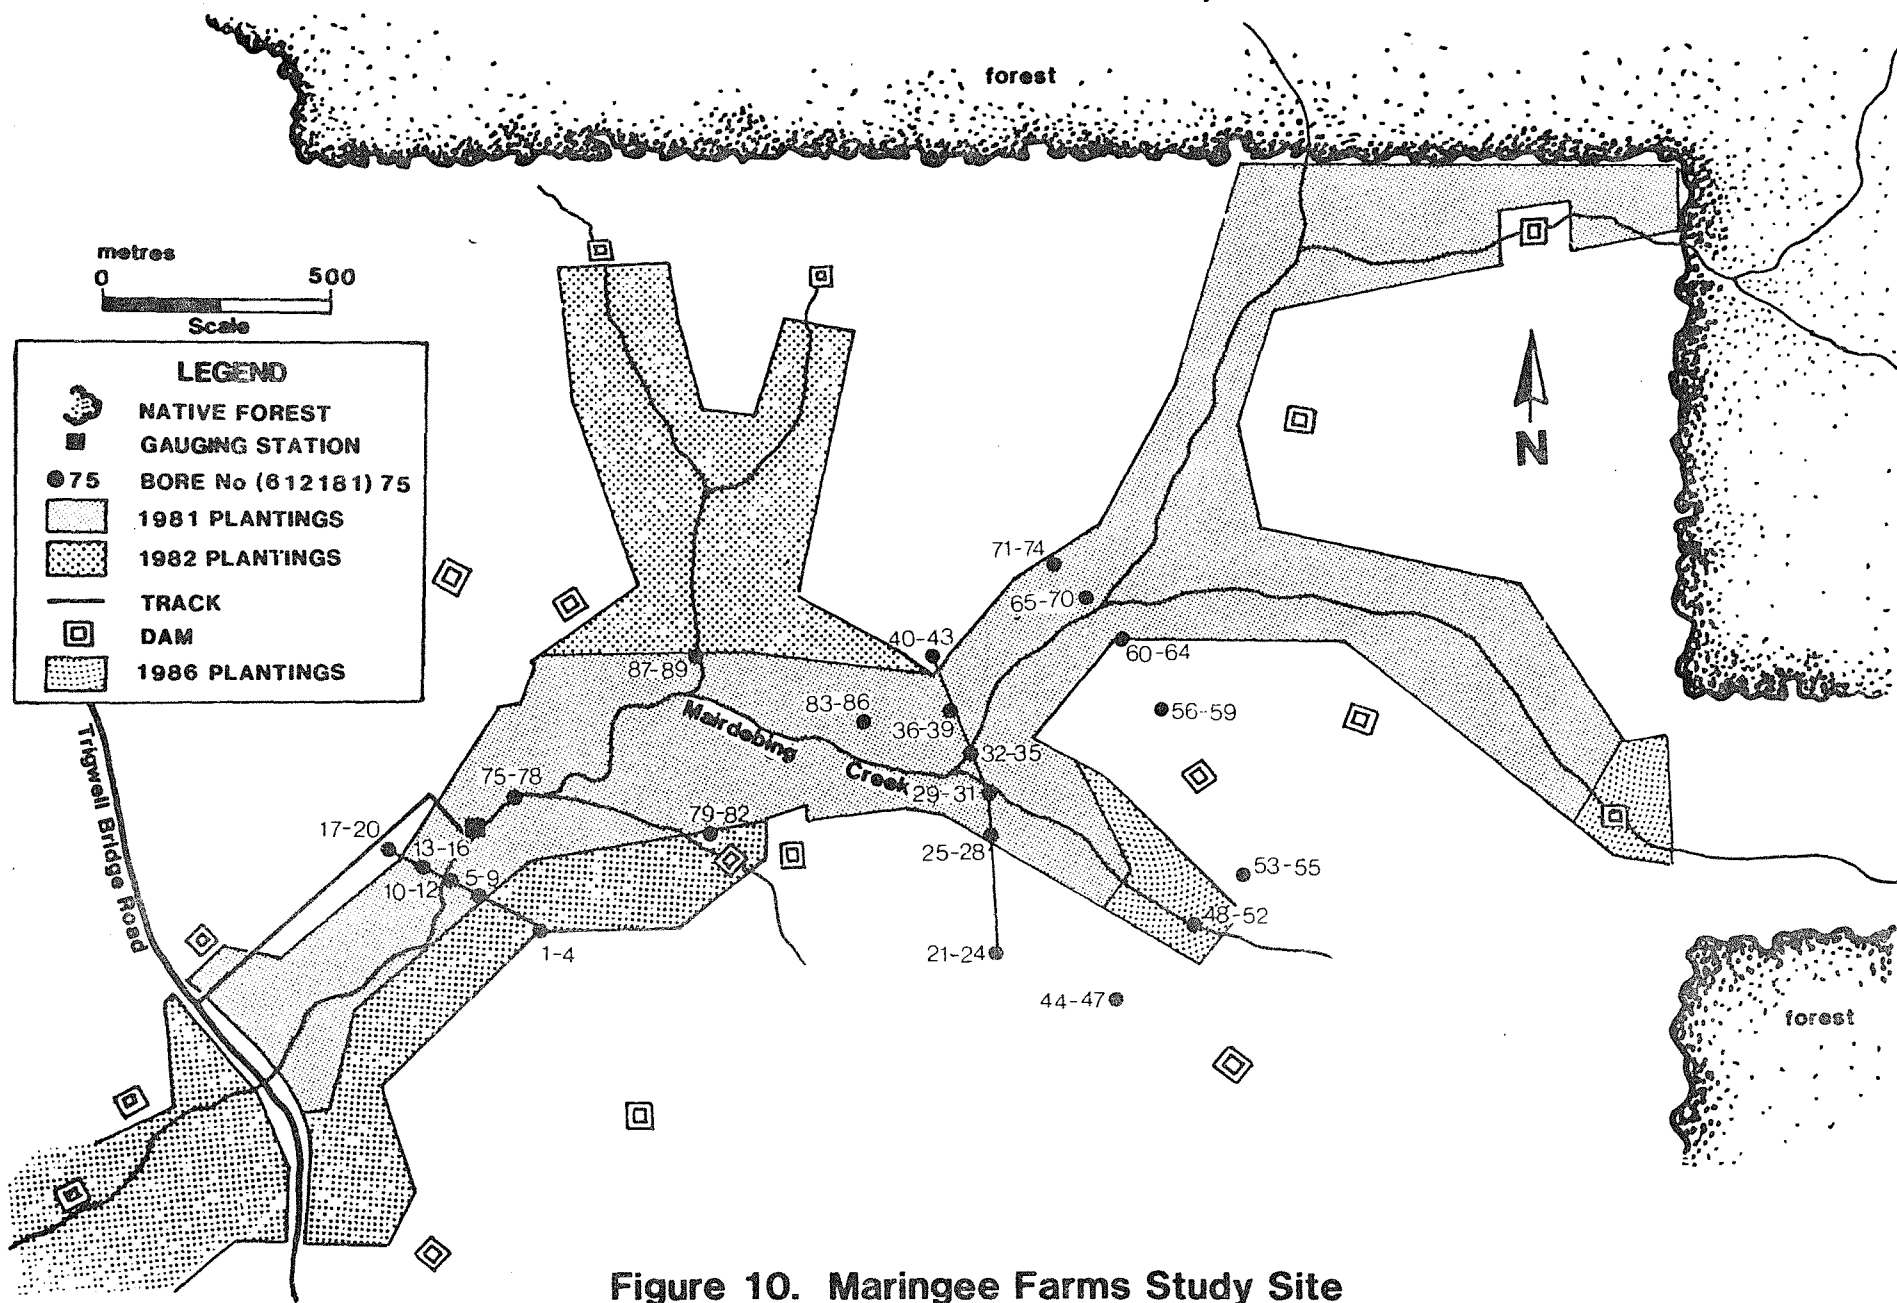 forest
metres
0 500
Scale
LEGEND
NATIVE FOREST
GAUGING STATION
75 BORE No (612181) 75
1981 PLANTINGS
1982 PLANTINGS
TRACK
DAM
1986 PLANTINGS
N
71-74
65-70
40-43
60-64
87-89
83-86
36-39
56-59
Mairdebing Creek
32-35
Trigwell Bridge Road
75-78
29-31
79-82
17-20
13-16
25-28
10-12
5-9
53-55
48-52
1-4
21-24
44-47
forest
Figure 10. Maringee Farms Study Site